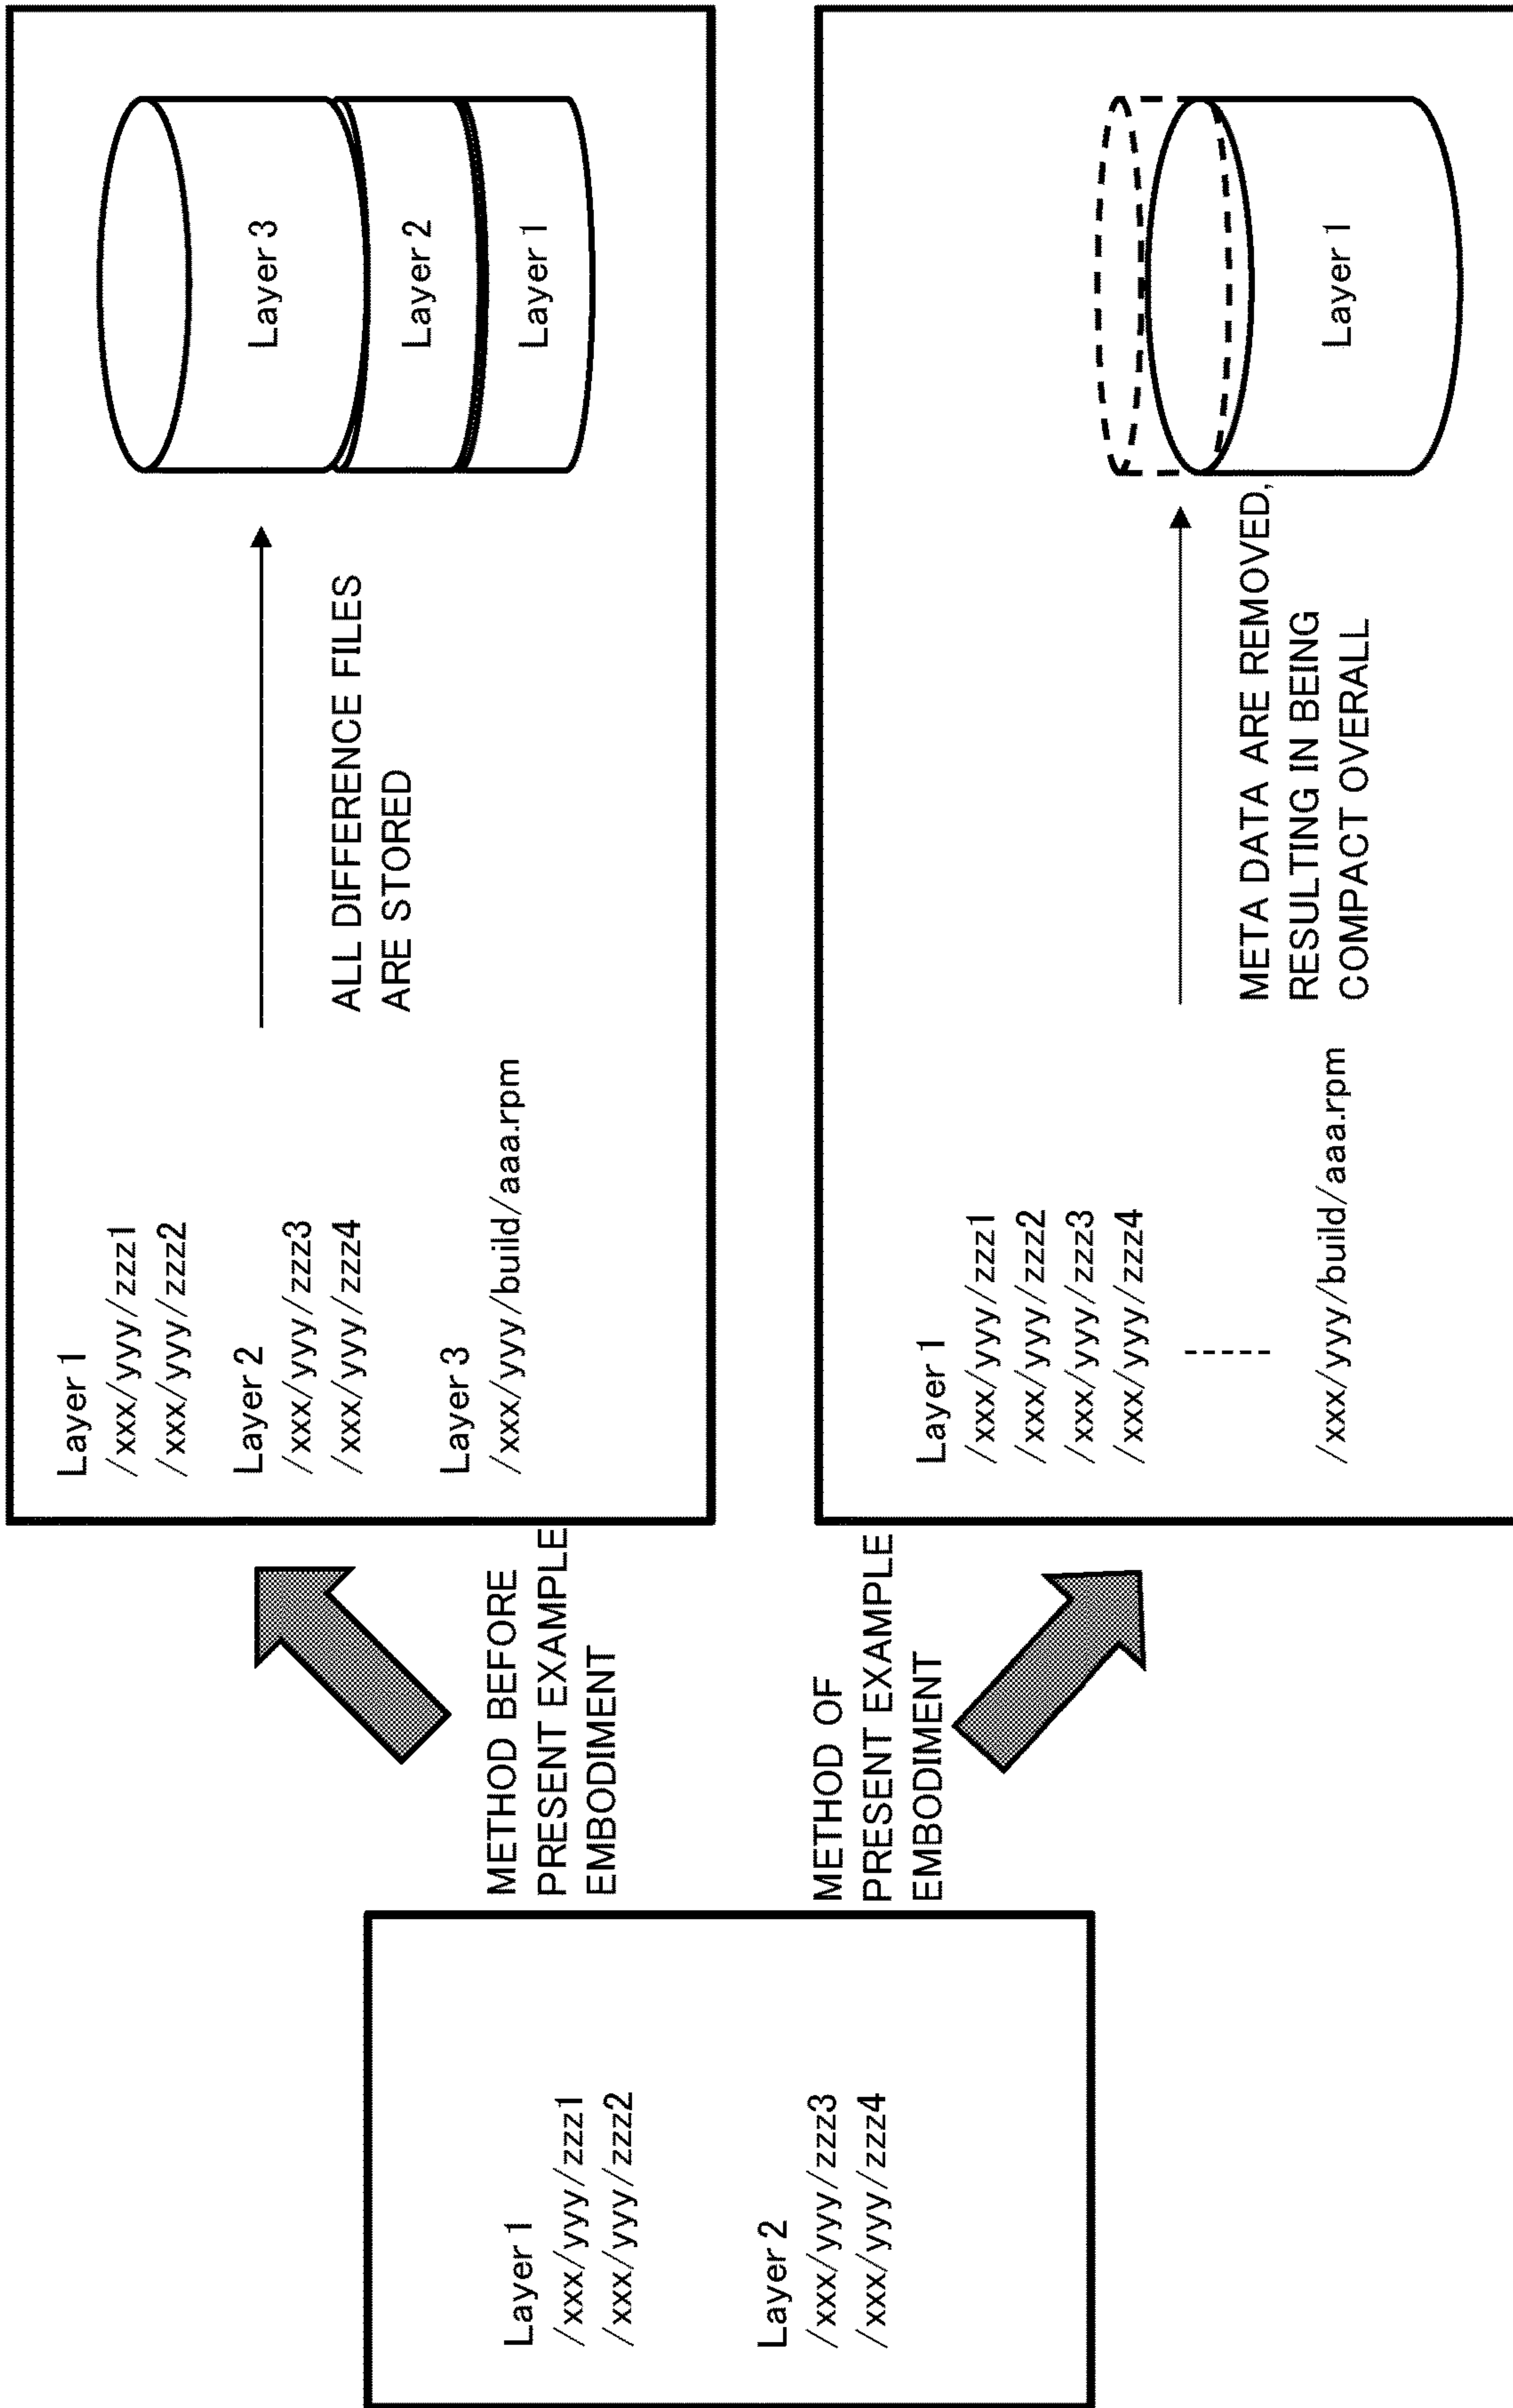 Layer 1
/xxx/yyy/zzz1
/xxx/yyy/zzz2
Layer 2
/xxx/yyy/zzz3
/xxx/yyy/zzz4
METHOD BEFORE
PRESENT EXAMPLE
EMBODIMENT
METHOD OF
PRESENT EXAMPLE
EMBODIMENT
Layer 1
/xxx/yyy/zzz1
/xxx/yyy/zzz2
Layer 2
/xxx/yyy/zzz3
/xxx/yyy/zzz4
Layer 3
/xxx/yyy/build/aaa.rpm
ALL DIFFERENCE FILES
ARE STORED
Layer 3
Layer 2
Layer 1
Layer 1
/xxx/yyy/zzz1
/xxx/yyy/zzz2
/xxx/yyy/zzz3
/xxx/yyy/zzz4
/xxx/yyy/build/aaa.rpm
META DATA ARE REMOVED,
RESULTING IN BEING
COMPACT OVERALL
Layer 1